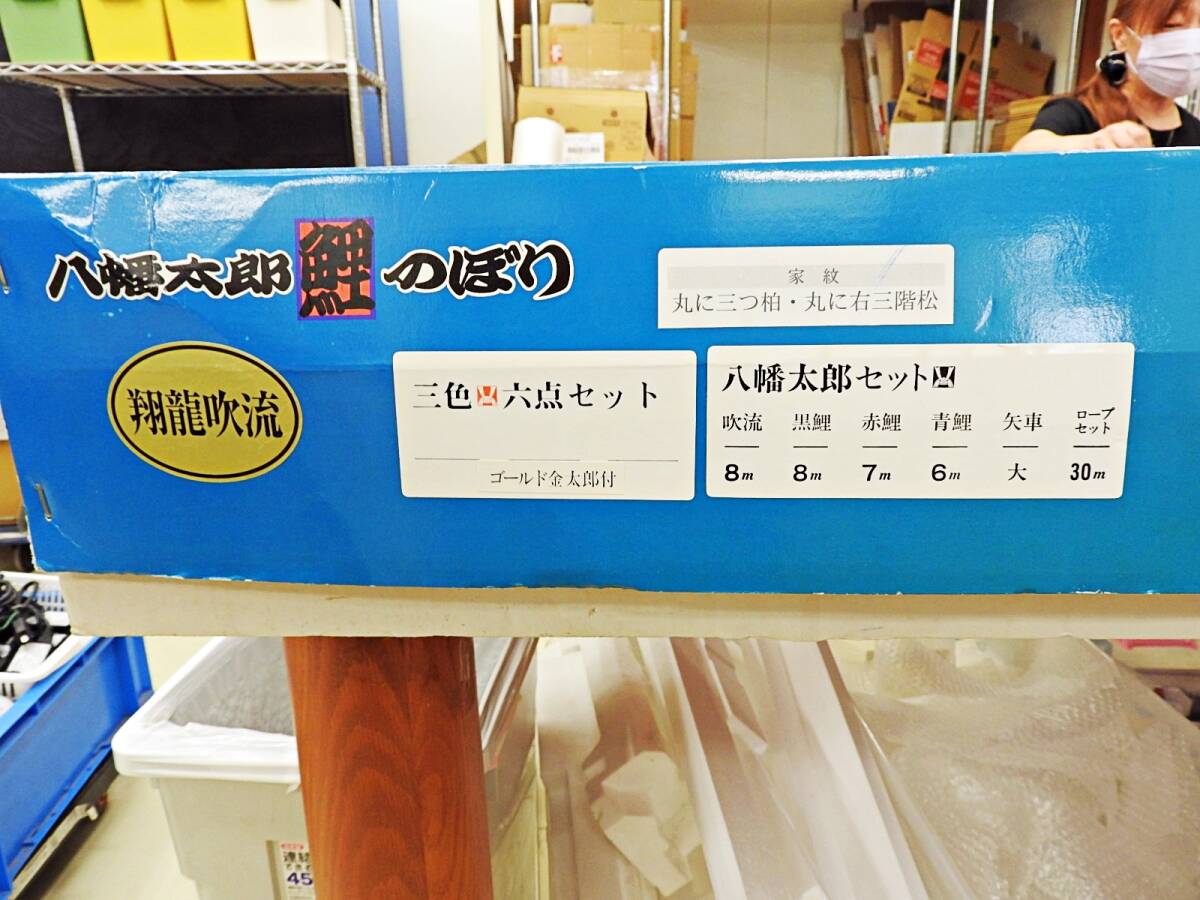 八幡太郎鯉のぼり
家紋
丸に三つ柏・丸に右三階松
翔龍吹流
三色 六点セット
ゴールド金太郎付
八幡太郎セット
吹流 黒鯉 赤鯉 青鯉 矢車 ロープセット
8m 8m 7m 6m 大 30m
連結
45